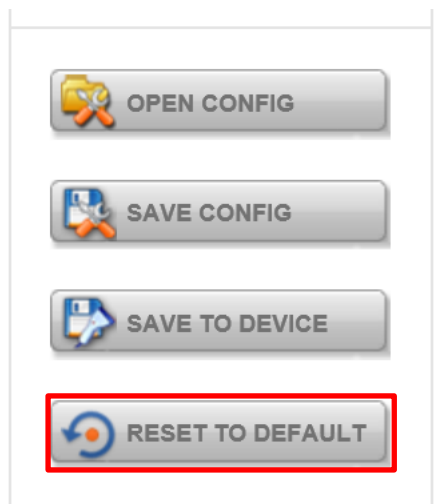 OPEN CONFIG
SAVE CONFIG
SAVE TO DEVICE
RESET TO DEFAULT